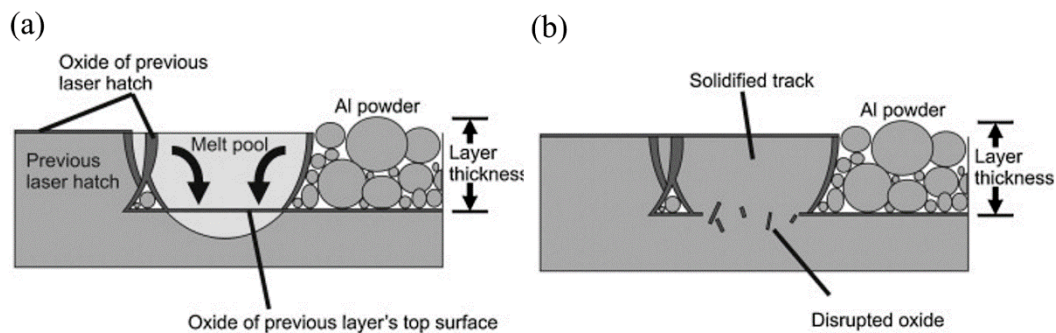 (a)
Oxide of previous
laser hatch
Al powder
Melt pool
Previous
laser hatch
Layer
thickness
Oxide of previous layer's top surface
(b)
Solidified track
Al powder
Layer
thickness
Disrupted oxide